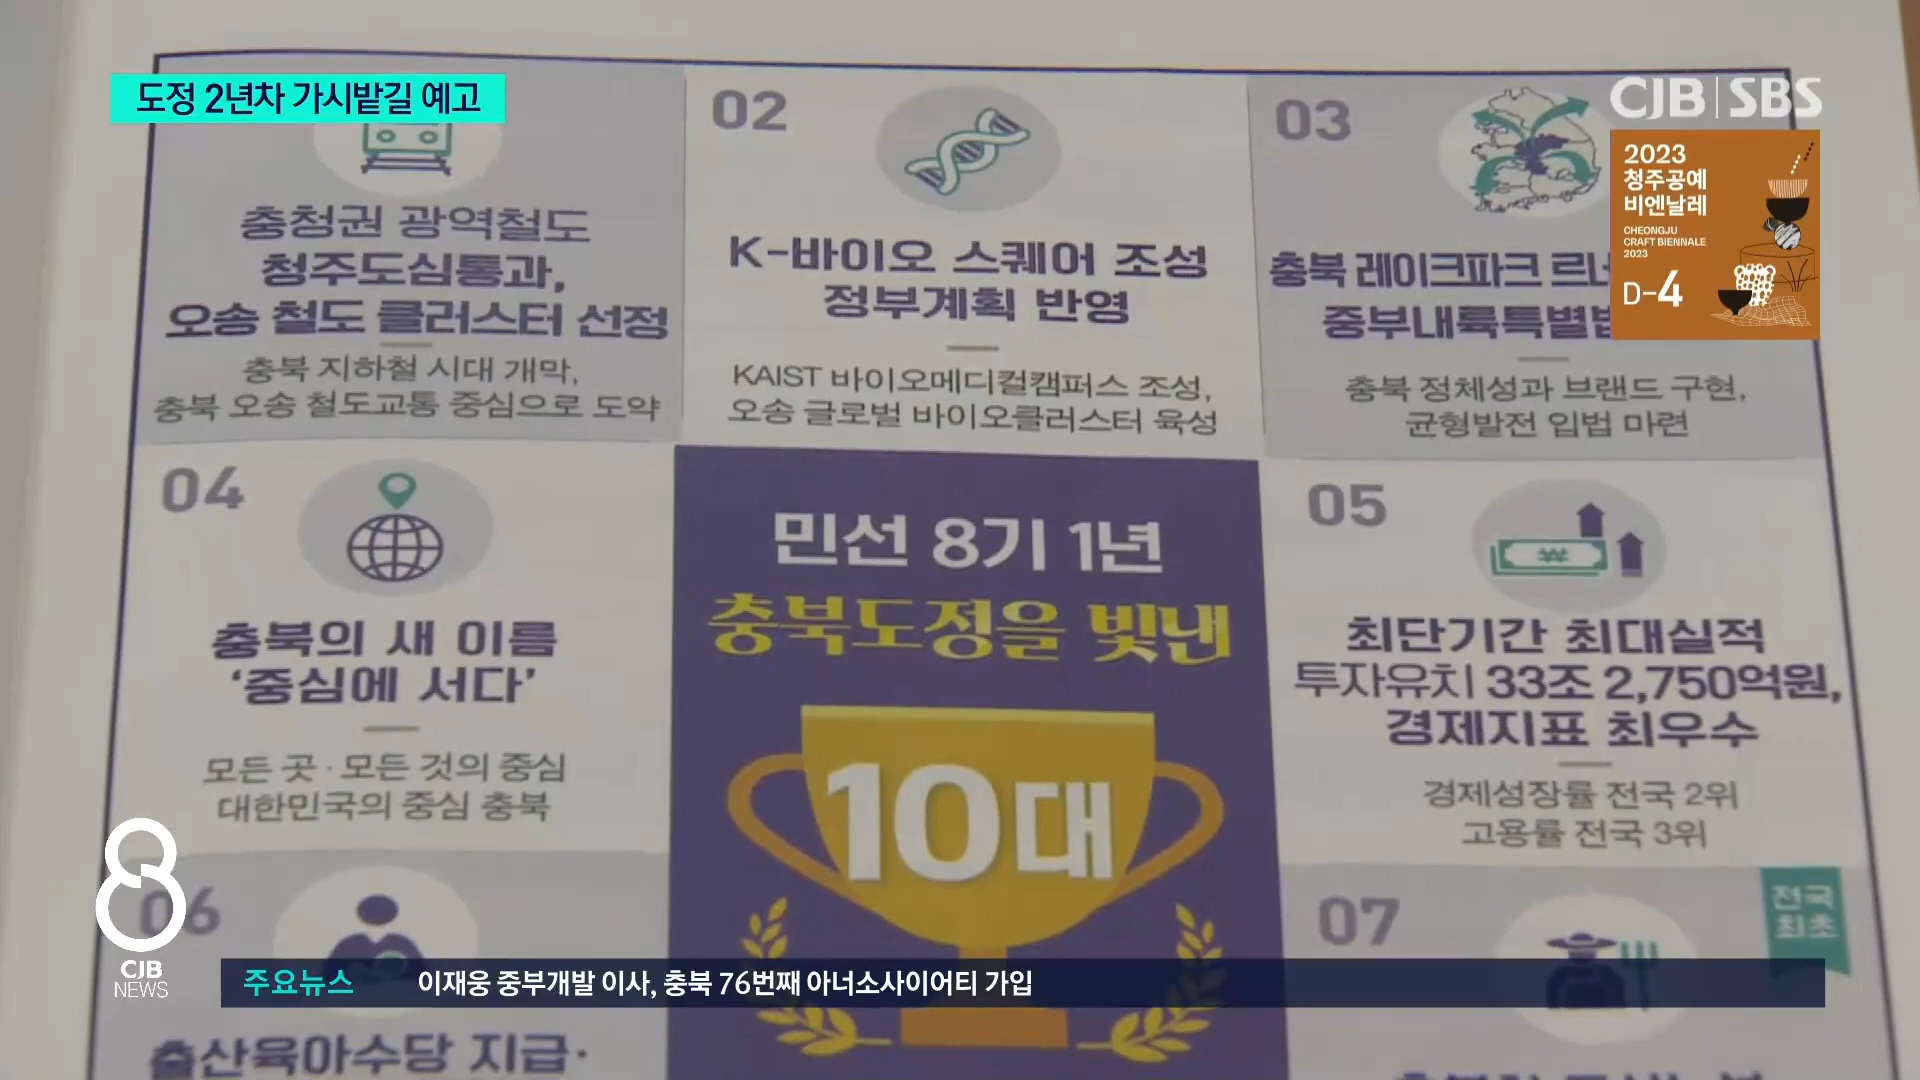 도정 2년차 가시밭길 예고
CJB SBS
2023
청주공예
비엔날레
CHEONGJU
CRAFT BIENNALE
2023
D-4
충청권 광역철도
청주도심통과,
오송 철도 클러스터 선정
충북 지하철 시대 개막,
충북 오송 철도교통 중심으로 도약
02
K-바이오 스퀘어 조성
정부계획 반영
KAIST 바이오메디컬캠퍼스 조성,
오송 글로벌 바이오클러스터 육성
03
충북 레이크파크
중부내륙특별법
충북 정체성과 브랜드 구현,
균형발전 입법 마련
04
충북의 새 이름
‘중심에 서다’
모든 곳·모든 것의 중심
대한민국의 중심 충북
민선 8기 1년
충북도정을 빛낸
10대
05
최단기간 최대실적
투자유치 33조 2,750억원,
경제지표 최우수
경제성장률 전국 2위
고용률 전국 3위
06
출산육아수당 지급·
07
전국
최초
8
CJB
NEWS
주요뉴스 이재웅 중부개발 이사, 충북 76번째 아너소사이어티 가입